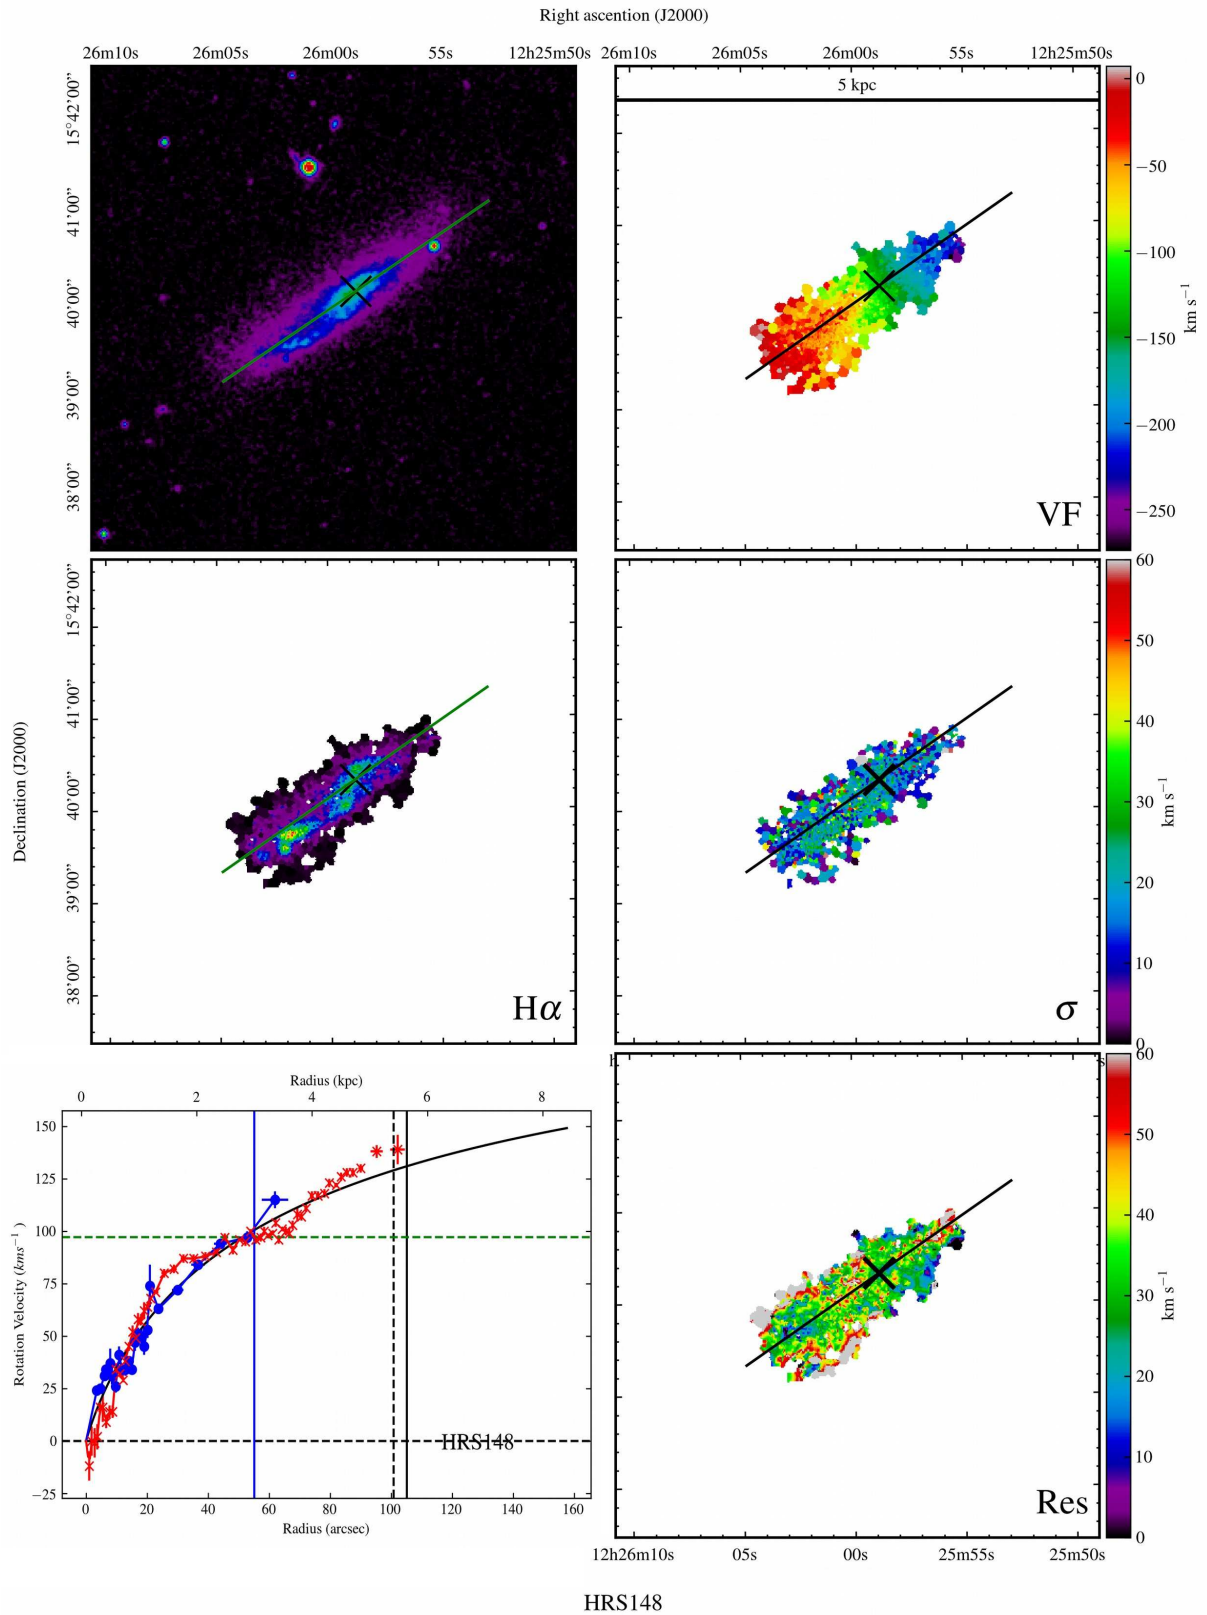 Right ascention (J2000)
26m10s 26m05s 26m00s 55s 12h25m50s
26m10s 26m05s 26m00s 55s 12h25m50s
15°42'00"
41'00"
40'00"
39'00"
38'00"
5 kpc
VF
0
−50
−100
−150
−200
−250
km s⁻¹
Declination (J2000)
15°42'00"
41'00"
40'00"
39'00"
38'00"
Hα
σ
60
50
40
30
20
10
0
km s⁻¹
Radius (kpc)
0 2 4 6 8
Rotation Velocity (kms⁻¹)
150
125
100
75
50
25
0
−25
HRS148
0 20 40 60 80 100 120 140 160
Radius (arcsec)
h
s
60
50
40
30
20
10
0
km s⁻¹
Res
12h26m10s 05s 00s 25m55s 25m50s
HRS148